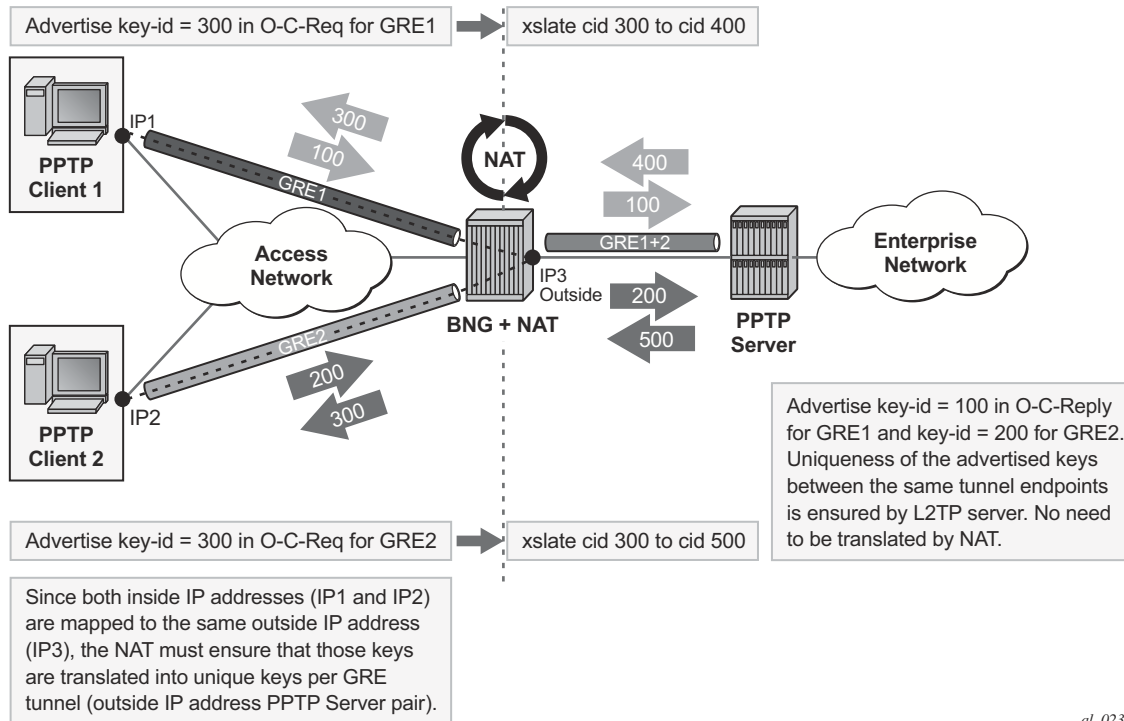 Advertise key-id = 300 in O-C-Req for GRE1
xslate cid 300 to cid 400
IP1
PPTP
Client 1
300
100
GRE1
NAT
400
100
GRE1+2
Access
Network
Enterprise
Network
IP3
Outside
BNG + NAT
200
500
PPTP
Server
GRE2
200
300
IP2
PPTP
Client 2
Advertise key-id = 100 in O-C-Reply
for GRE1 and key-id = 200 for GRE2.
Uniqueness of the advertised keys
between the same tunnel endpoints
is ensured by L2TP server. No need
to be translated by NAT.
Advertise key-id = 300 in O-C-Req for GRE2
xslate cid 300 to cid 500
Since both inside IP addresses (IP1 and IP2)
are mapped to the same outside IP address
(IP3), the NAT must ensure that those keys
are translated into unique keys per GRE
tunnel (outside IP address PPTP Server pair).
al_023